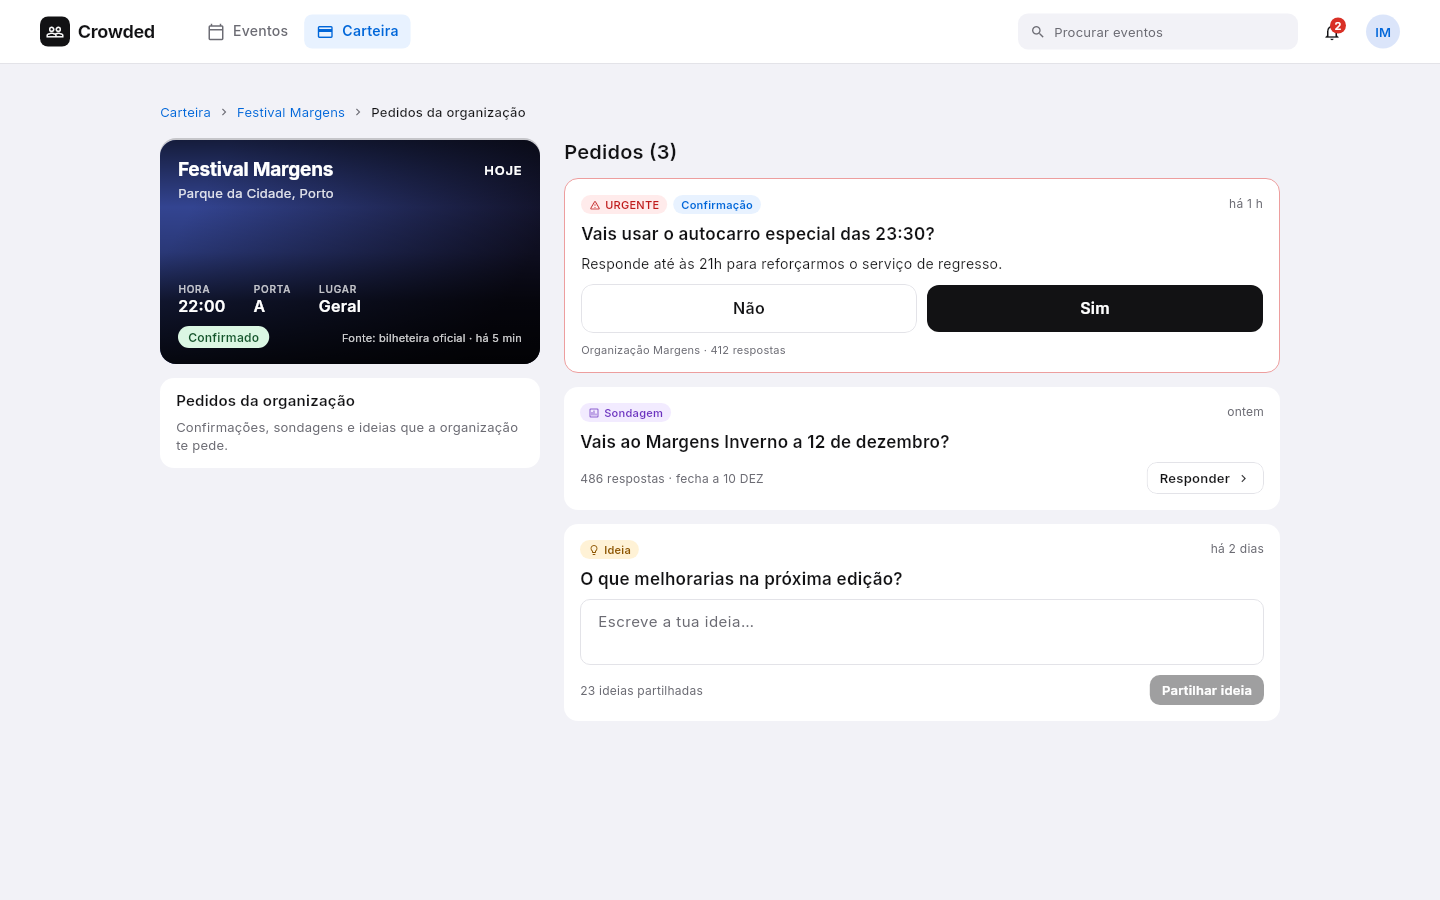 Crowded
Eventos
Carteira
Procurar eventos
2
IM
Carteira
Festival Margens
Pedidos da organização
Festival Margens
HOJE
Parque da Cidade, Porto
HORA
PORTA
LUGAR
22:00
A
Geral
Confirmado
Fonte: bilheteira oficial · há 5 min
Pedidos da organização
Confirmações, sondagens e ideias que a organização
te pede.
Pedidos (3)
URGENTE
Confirmação
há 1 h
Vais usar o autocarro especial das 23:30?
Responde até às 21h para reforçarmos o serviço de regresso.
Não
Sim
Organização Margens · 412 respostas
Sondagem
ontem
Vais ao Margens Inverno a 12 de dezembro?
486 respostas · fecha a 10 DEZ
Responder
Ideia
há 2 dias
O que melhorarias na próxima edição?
Escreve a tua ideia...
23 ideias partilhadas
Partilhar ideia